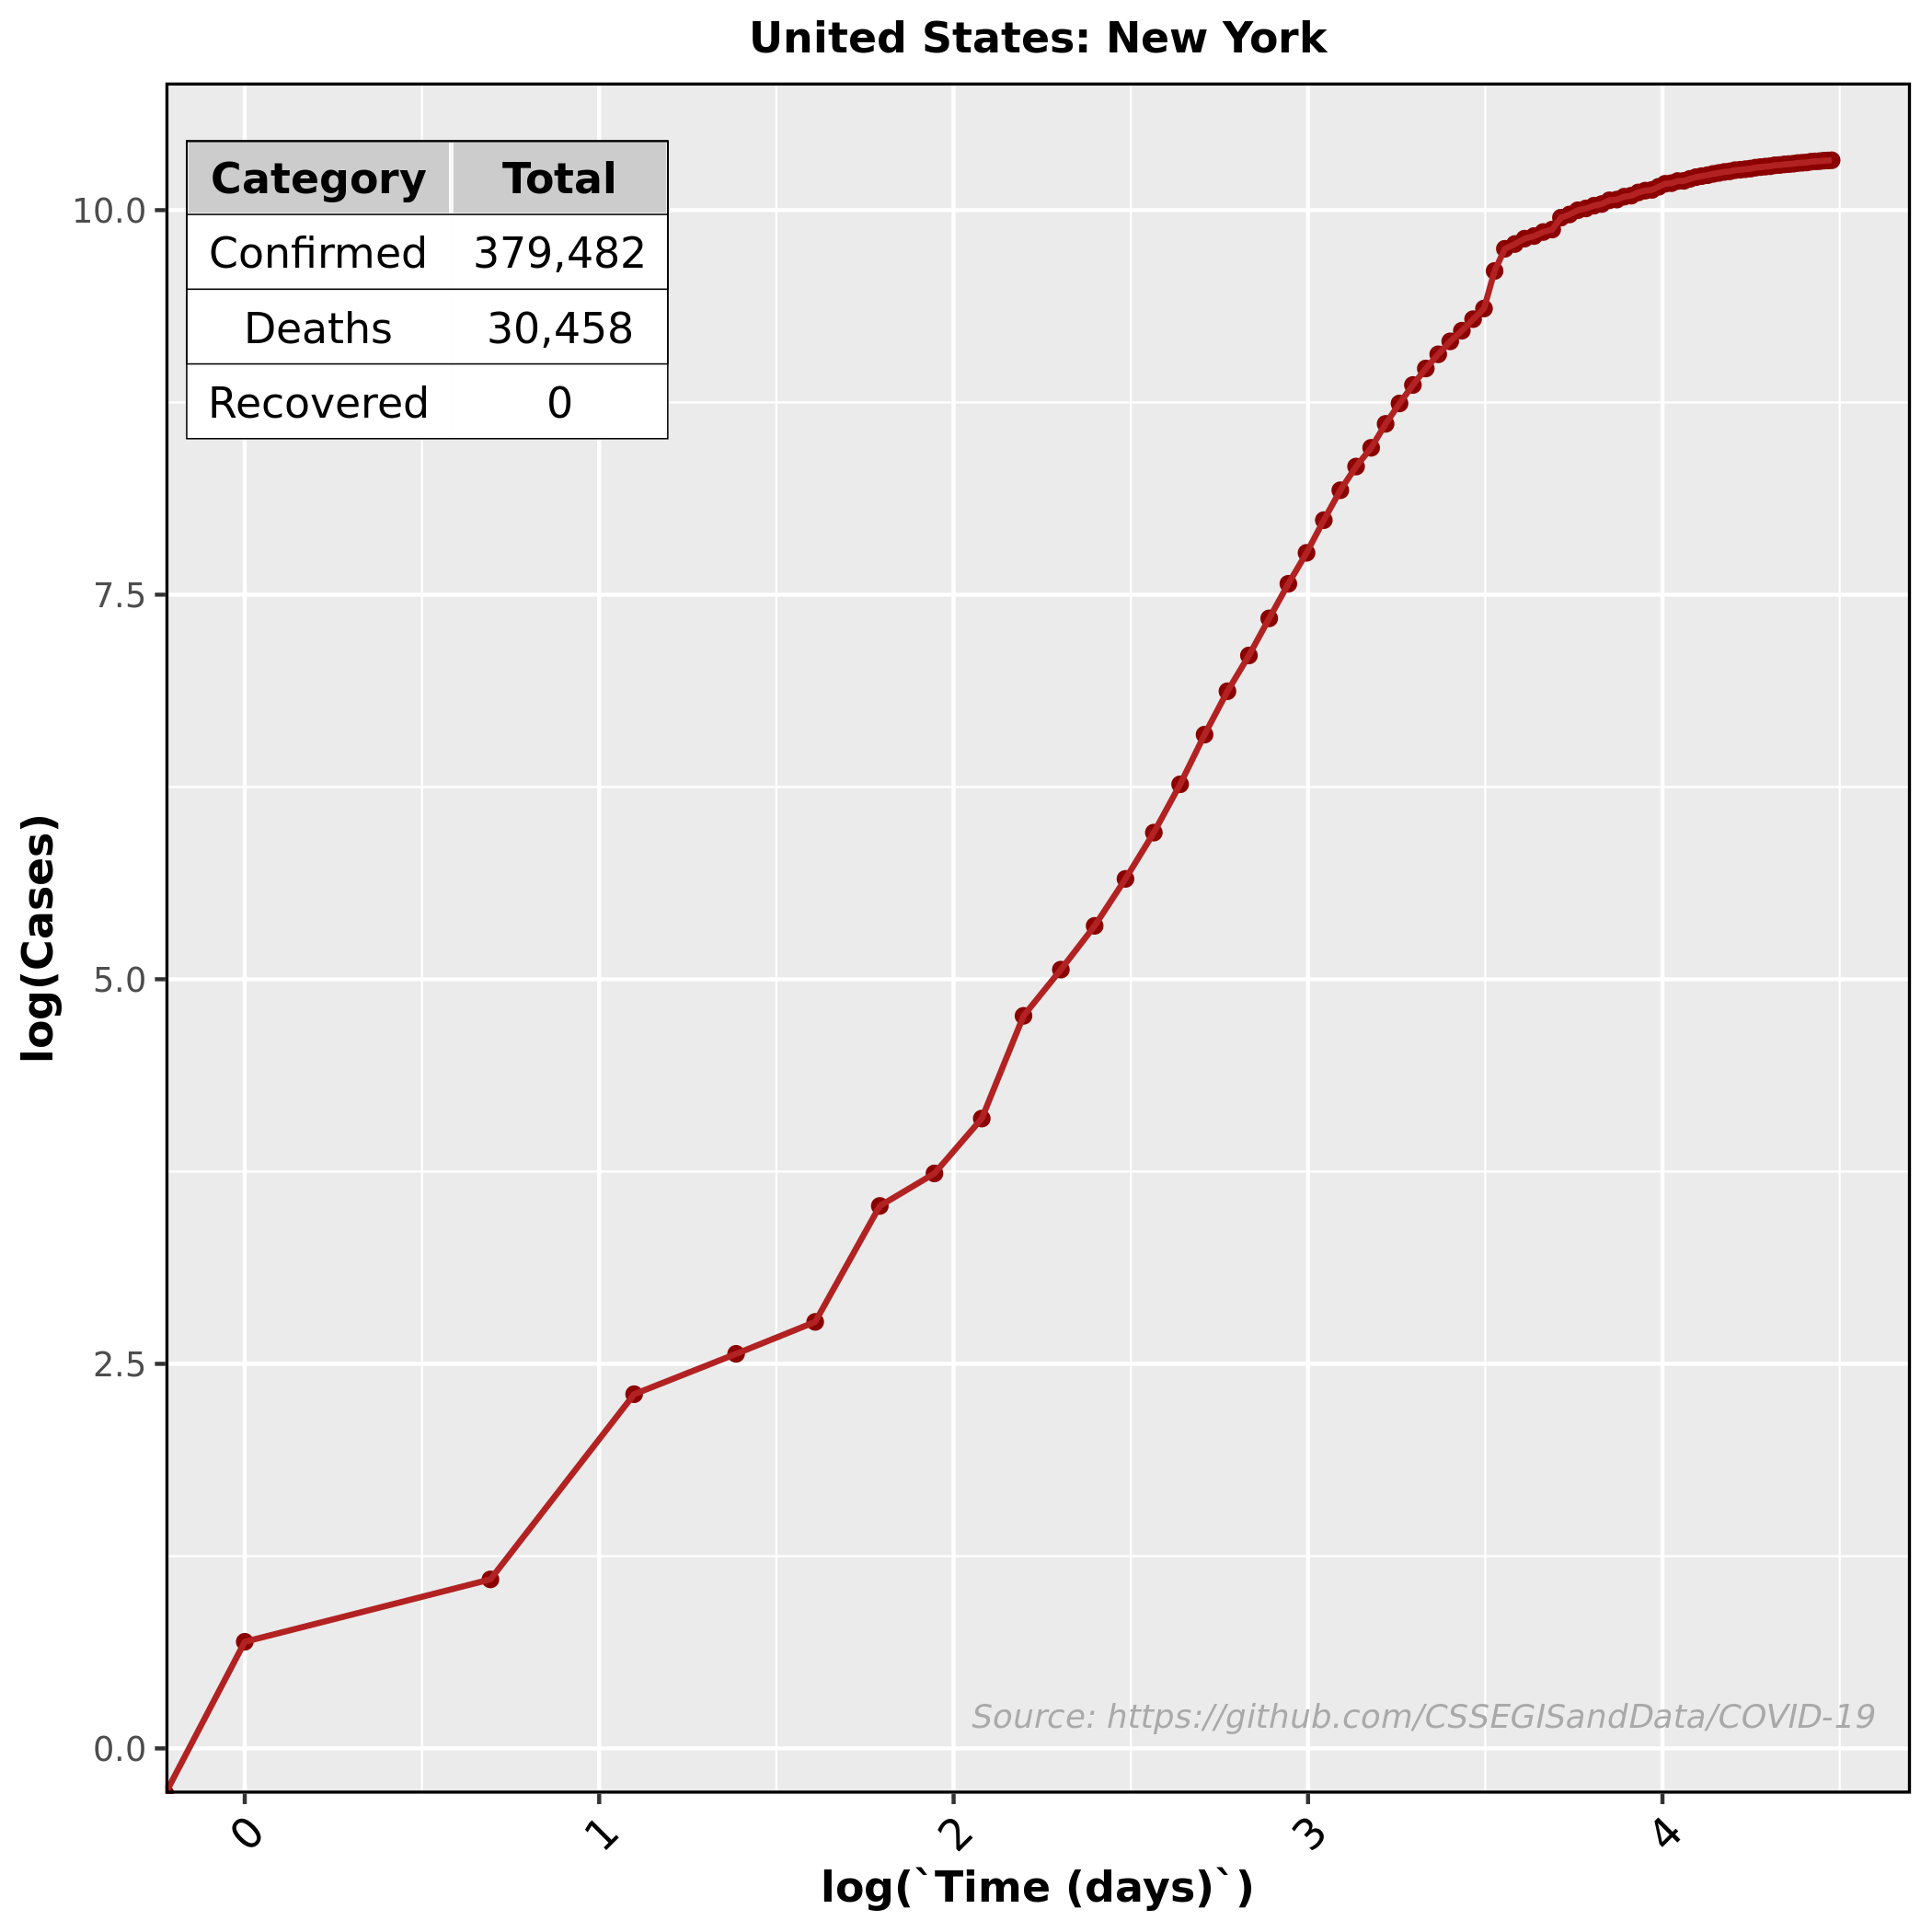 United States: New York
Category Total
Confirmed 379,482
Deaths 30,458
Recovered 0
10.0
7.5
5.0
2.5
0.0
log(Cases)
Source: https://github.com/CSSEGISandData/COVID-19
0 1 2 3 4
log(`Time (days)`)